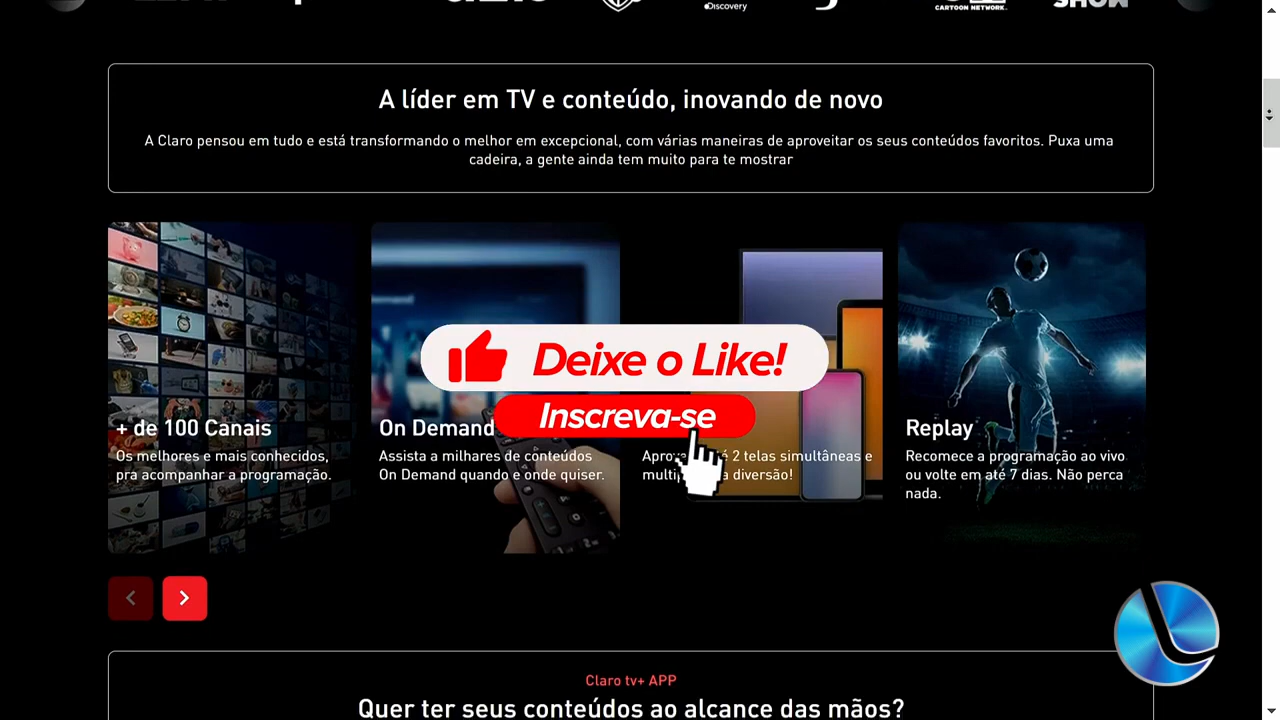 Discovery
CARTOON NETWORK
SHOW
A líder em TV e conteúdo, inovando de novo
A Claro pensou em tudo e está transformando o melhor em excepcional, com várias maneiras de aproveitar os seus conteúdos favoritos. Puxa uma
cadeira, a gente ainda tem muito para te mostrar
Deixe o Like!
Inscreva-se
+ de 100 Canais
Os melhores e mais conhecidos,
pra acompanhar a programação.
On Demand
Assista a milhares de conteúdos
On Demand quando e onde quiser.
2 telas simultâneas e
diversão!
Replay
Recomece a programação ao vivo
ou volte em até 7 dias. Não perca
nada.
Claro tv+ APP
Quer ter seus conteúdos ao alcance das mãos?